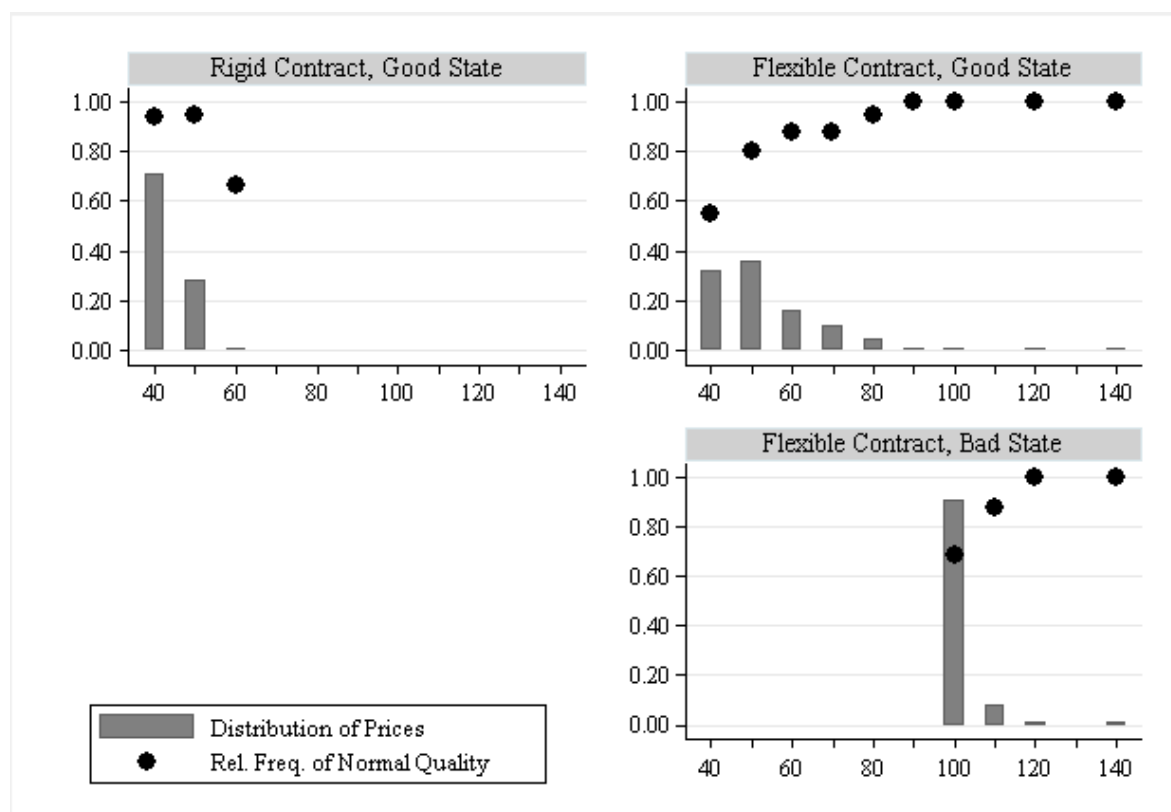 Rigid Contract, Good State
1.00
0.80
0.60
0.40
0.20
0.00
40 60 80 100 120 140
Flexible Contract, Good State
1.00
0.80
0.60
0.40
0.20
0.00
40 60 80 100 120 140
Flexible Contract, Bad State
1.00
0.80
0.60
0.40
0.20
0.00
40 60 80 100 120 140
Distribution of Prices
Rel. Freq. of Normal Quality